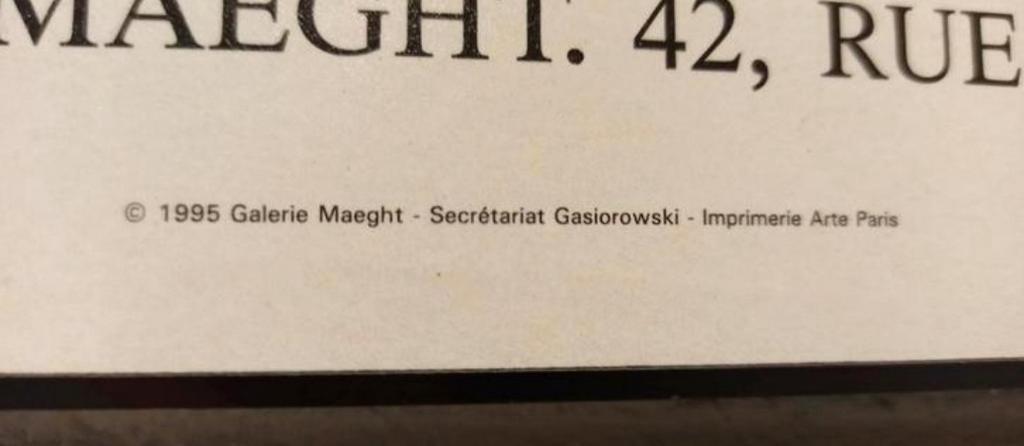 MAEGHT. 42, RUE
© 1995 Galerie Maeght - Secrétariat Gasiorowski - Imprimerie Arte Paris